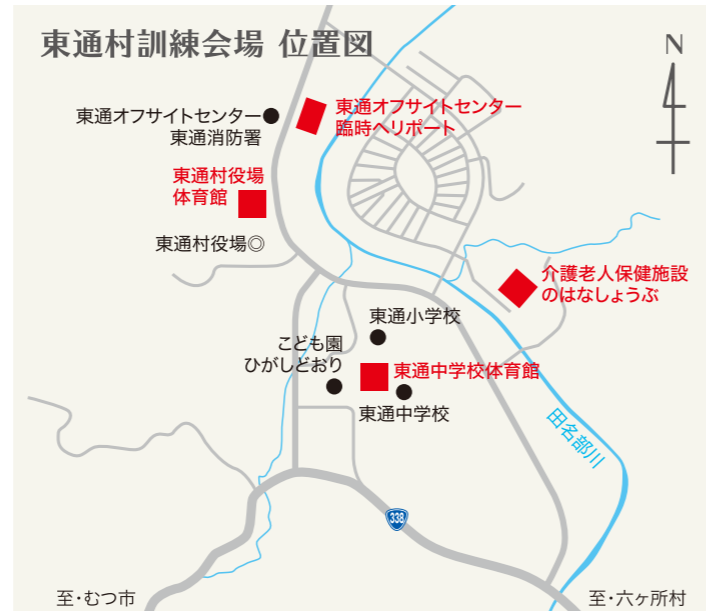 東通村訓練会場 位置図
N
東通オフサイトセンター
東通消防署
東通オフサイトセンター
臨時ヘリポート
東通村役場
体育館
東通村役場◎
介護老人保健施設
のはなしょうぶ
東通小学校
こども園
ひがしどおり
東通中学校体育館
東通中学校
田名部川
338
至・むつ市
至・六ヶ所村